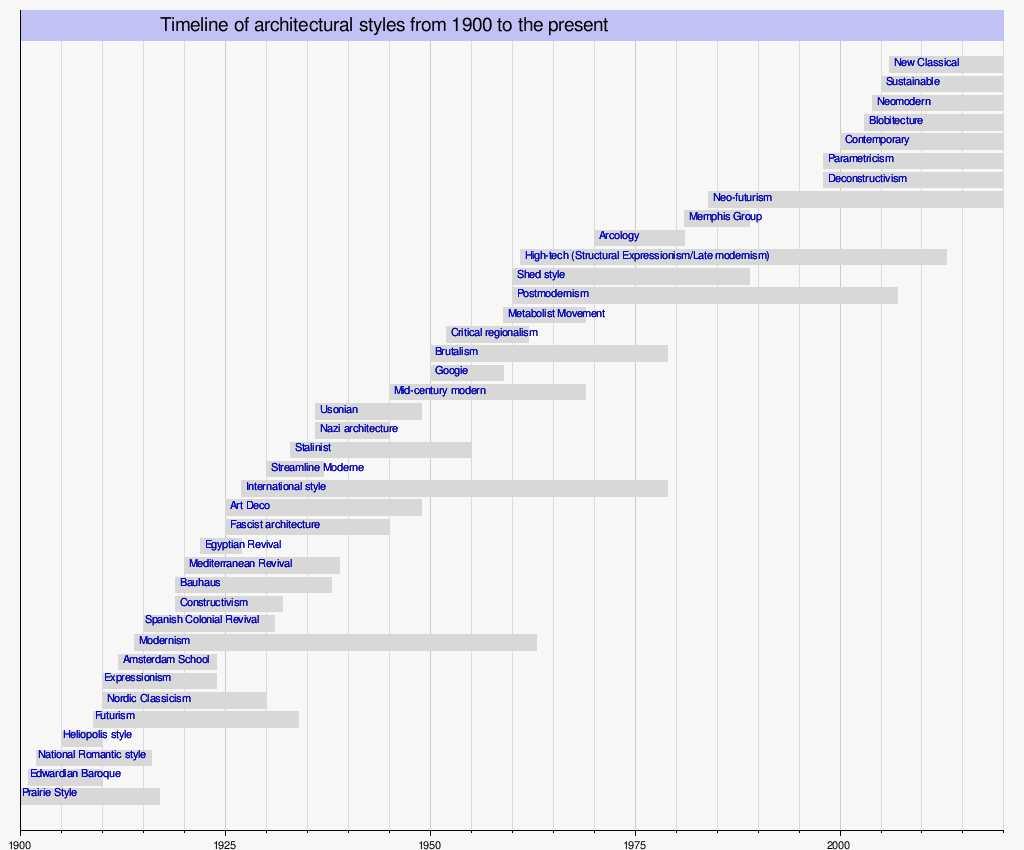 Timeline of architectural styles from 1900 to the present
New Classical
Sustainable
Neomodern
Blobitecture
Contemporary
Parametricism
Deconstructivism
Neo-futurism
Memphis Group
Arcology
High-tech (Structural Expressionism/Late modernism)
Shed style
Postmodernism
Metabolist Movement
Critical regionalism
Brutalism
Googie
Mid-century modern
Usonian
Nazi architecture
Stalinist
Streamline Moderne
International style
Art Deco
Fascist architecture
Egyptian Revival
Mediterranean Revival
Bauhaus
Constructivism
Spanish Colonial Revival
Modernism
Amsterdam School
Expressionism
Nordic Classicism
Futurism
Heliopolis style
National Romantic style
Edwardian Baroque
Prairie Style
1900 1925 1950 1975 2000